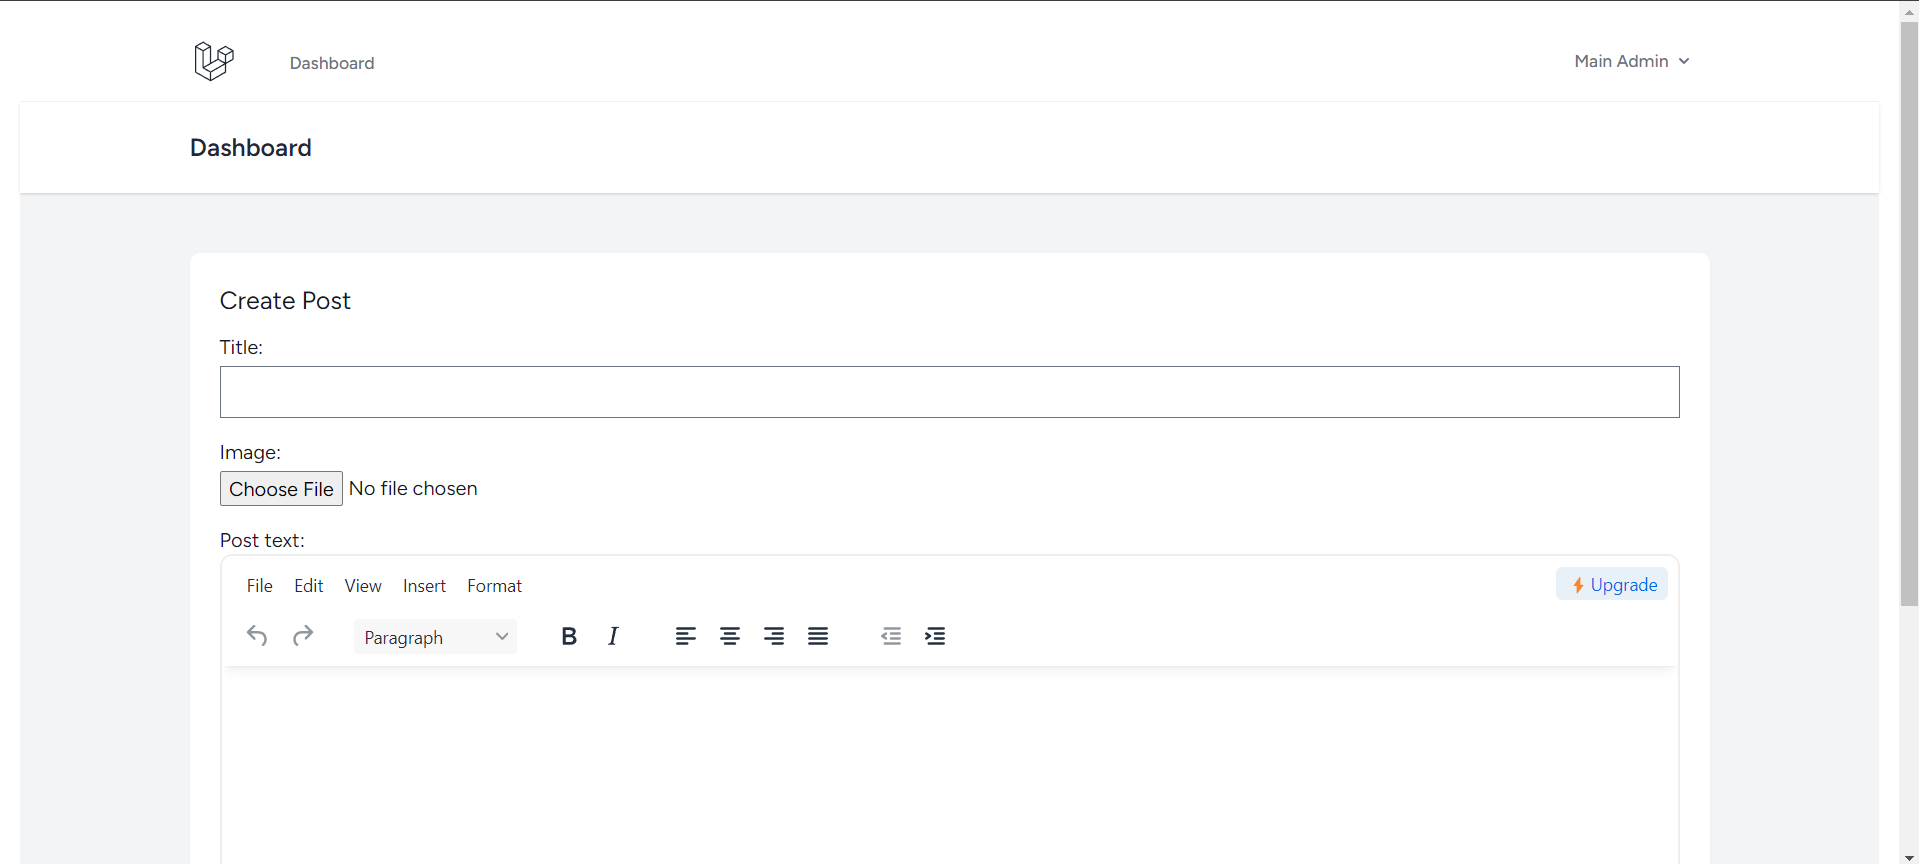 Dashboard
Main Admin
Dashboard
Create Post
Title:
Image:
Choose File No file chosen
Post text:
File Edit View Insert Format
Upgrade
Paragraph B I